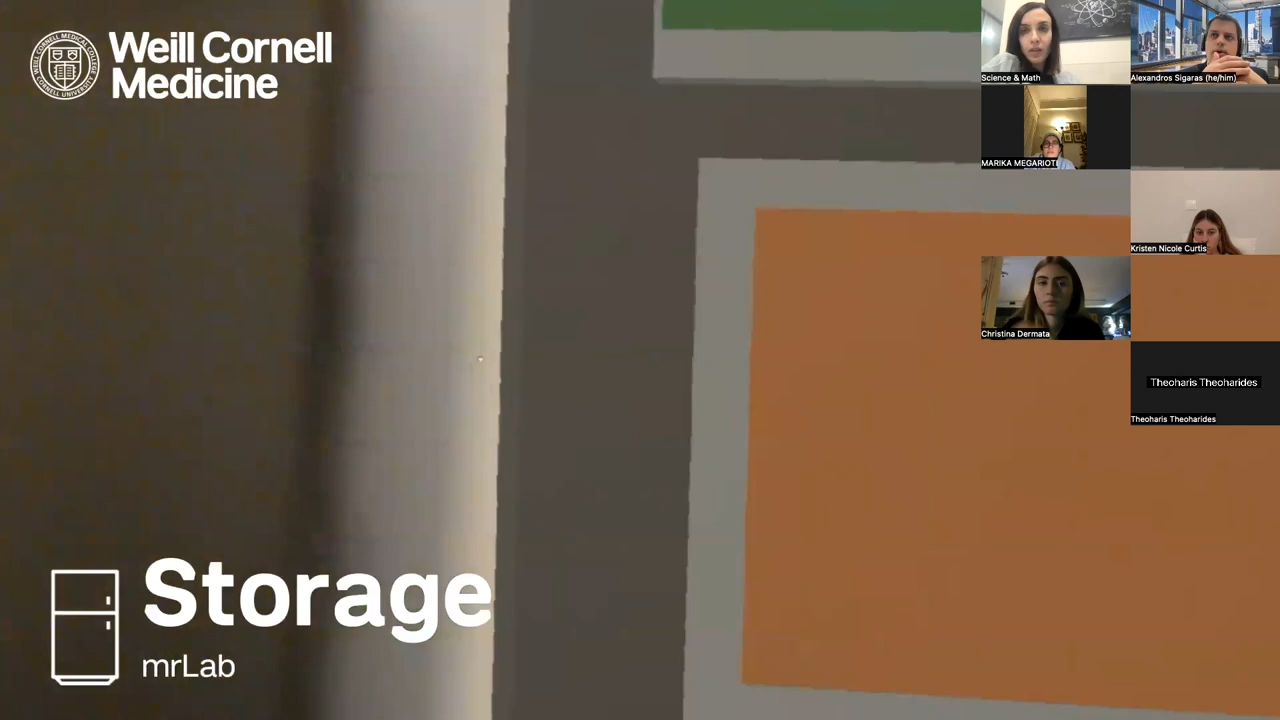 Weill Cornell
Medicine
Science & Math
Alexandros Sigaras (he/him)
MARIKA MEGARIOTI
Kristen Nicole Curtis
Christina Dermata
Theoharis Theoharides
Theoharis Theoharides
Storage
mrLab